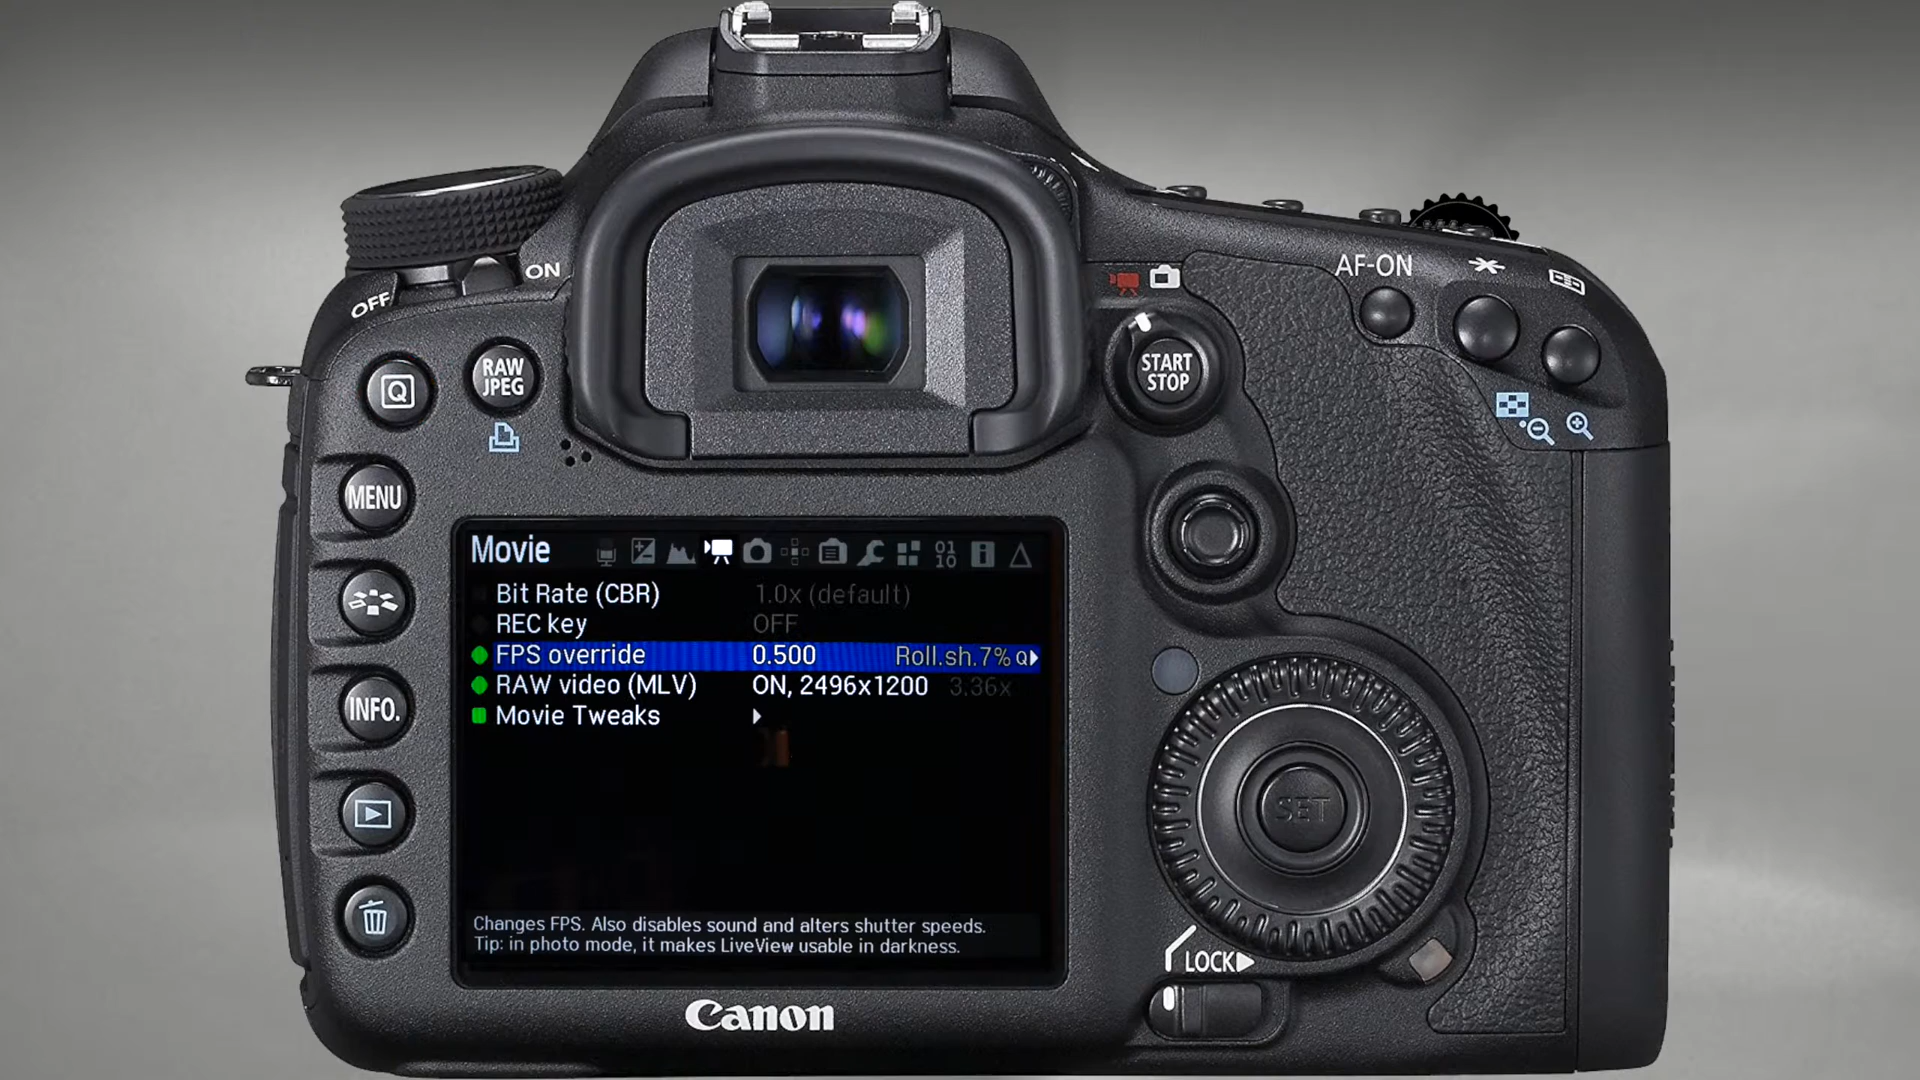 ON
OFF
AF-ON
Q
RAW
JPEG
START
STOP
MENU
INFO.
Movie
Bit Rate (CBR) 1.0x (default)
REC key OFF
FPS override 0.500 Roll.sh.7% Q
RAW video (MLV) ON, 2496x1200 3.36x
Movie Tweaks
Changes FPS. Also disables sound and alters shutter speeds.
Tip: in photo mode, it makes LiveView usable in darkness.
SET
LOCK
Canon